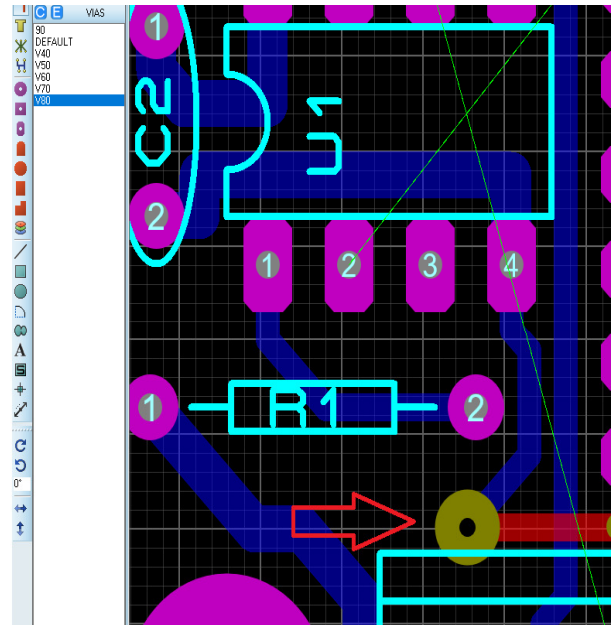 C E VIAS
90
DEFAULT
V40
V50
V60
V70
V80
A
S
0°
1
C2
2
U1
1 2 3 4
1 R1 2